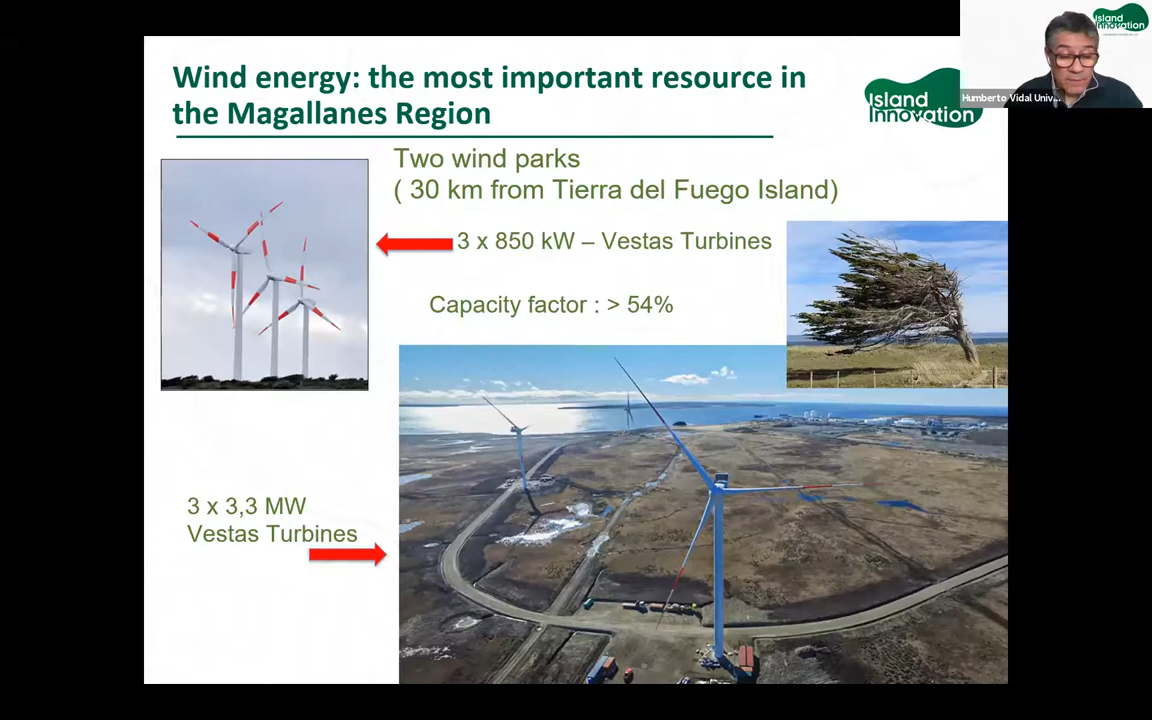 Wind energy: the most important resource in
the Magallanes Region
Island
Innovation
Island
Innovation
Humberto Vidal Univ...
Two wind parks
( 30 km from Tierra del Fuego Island)
3 x 850 kW – Vestas Turbines
Capacity factor : > 54%
3 x 3,3 MW
Vestas Turbines